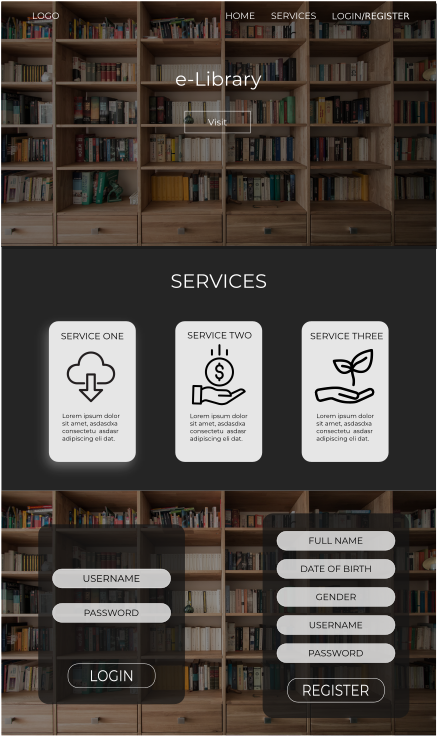 LOGO
HOME
SERVICES
LOGIN/REGISTER
e-Library
Visit
SERVICES
SERVICE ONE
Lorem ipsum dolor
sit amet, asdasdxa
consectetu asdasr
adipiscing eli dat.
SERVICE TWO
$
Lorem ipsum dolor
sit amet, asdasdxa
consectetu asdasr
adipiscing eli dat.
SERVICE THREE
Lorem ipsum dolor
sit amet, asdasdxa
consectetu asdasr
adipiscing eli dat.
USERNAME
PASSWORD
LOGIN
FULL NAME
DATE OF BIRTH
GENDER
USERNAME
PASSWORD
REGISTER